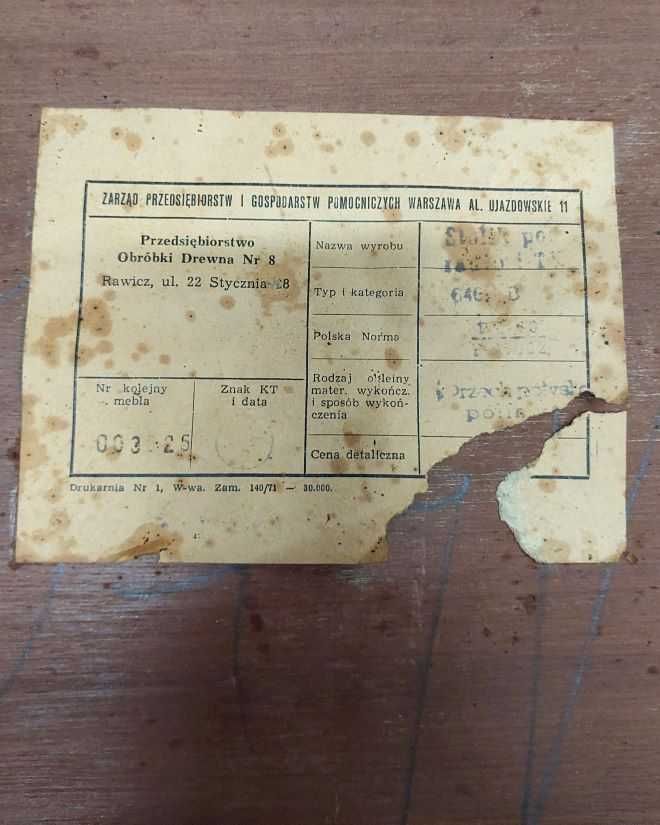 ZARZĄD PRZEDSIĘBIORSTW I GOSPODARSTW POMOCNICZYCH WARSZAWA AL. UJAZDOWSKIE 11
Przedsiębiorstwo
Obróbki Drewna Nr 8
Rawicz, ul. 22 Stycznia
Nr kolejny
mebla
Znak KT
i data
Nazwa wyrobu
Typ i kategoria
Polska Norma
Rodzaj okleiny
mater. wykończ.
i sposób wykoń-
czenia
Cena detaliczna
Drukarnia Nr 1, W-wa. Zam. 140/71 — 30.000.